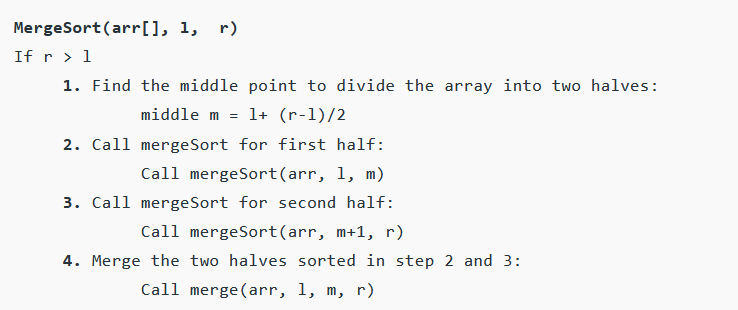 MergeSort(arr[], l, r)
If r > l
1. Find the middle point to divide the array into two halves:
middle m = l+ (r-l)/2
2. Call mergeSort for first half:
Call mergeSort(arr, l, m)
3. Call mergeSort for second half:
Call mergeSort(arr, m+1, r)
4. Merge the two halves sorted in step 2 and 3:
Call merge(arr, l, m, r)